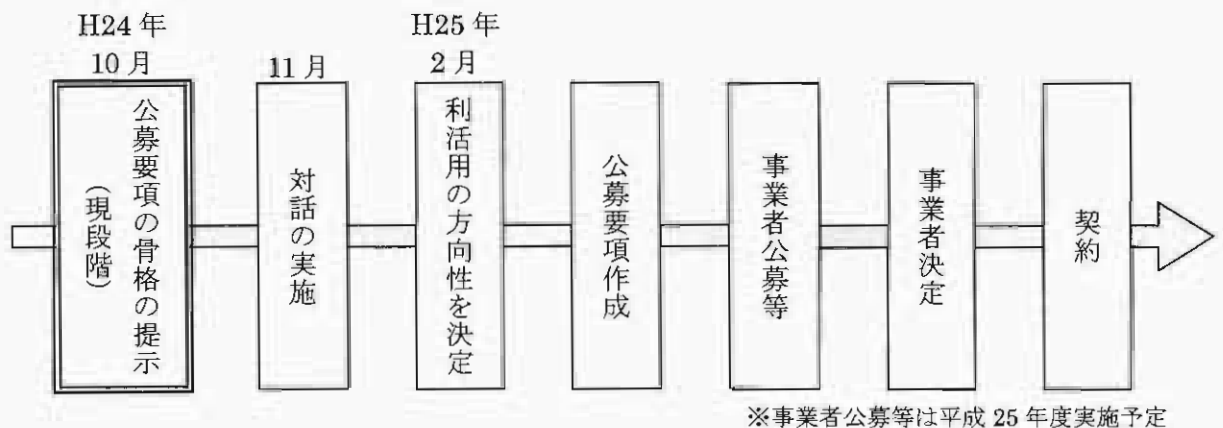 H24年
10月
公募要項の骨格の提示
(現段階)
11月
対話の実施
H25年
2月
利活用の方向性を決定
公募要項作成
事業者公募等
事業者決定
契約
※事業者公募等は平成25年度実施予定